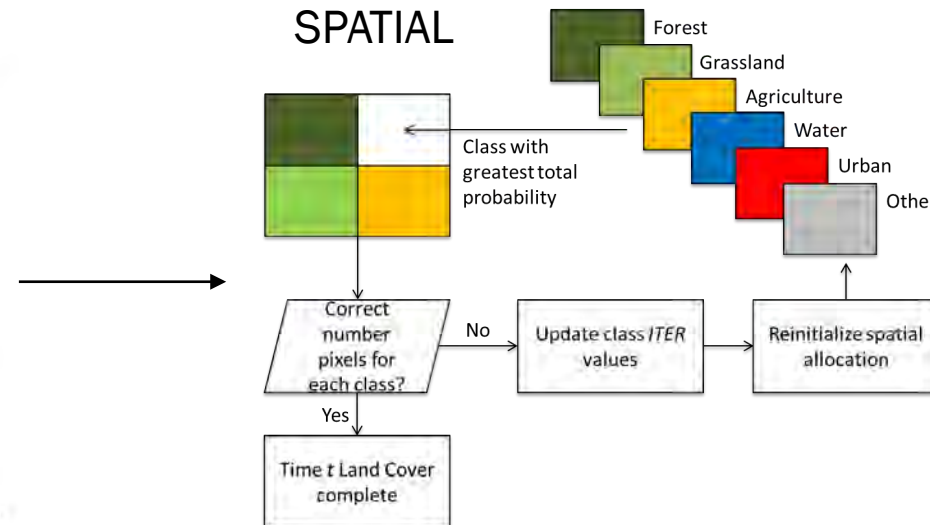 SPATIAL
Forest
Grassland
Agriculture
Water
Urban
Othe
Class with
greatest total
probability
Correct
number
pixels for
each class?
No
Update class ITER
values
Reinitialize spatial
allocation
Yes
Time t Land Cover
complete